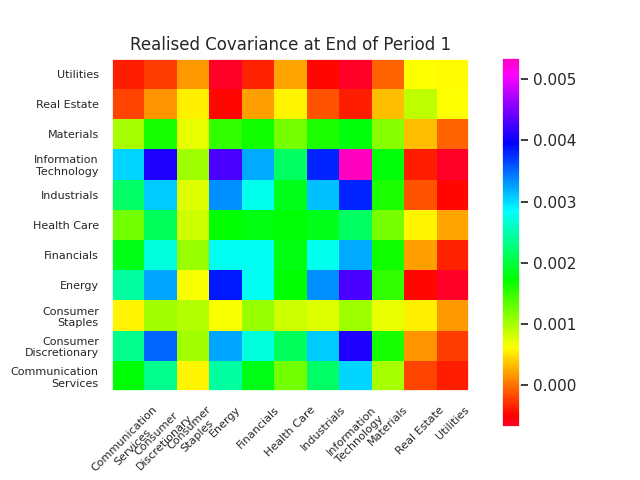 Realised Covariance at End of Period 1
Utilities
Real Estate
Materials
Information
Technology
Industrials
Health Care
Financials
Energy
Consumer
Staples
Consumer
Discretionary
Communication
Services
Communication
Services
Consumer
Discretionary
Consumer
Staples
Energy
Financials
Health Care
Industrials
Information
Technology
Materials
Real Estate
Utilities
0.005
0.004
0.003
0.002
0.001
0.000